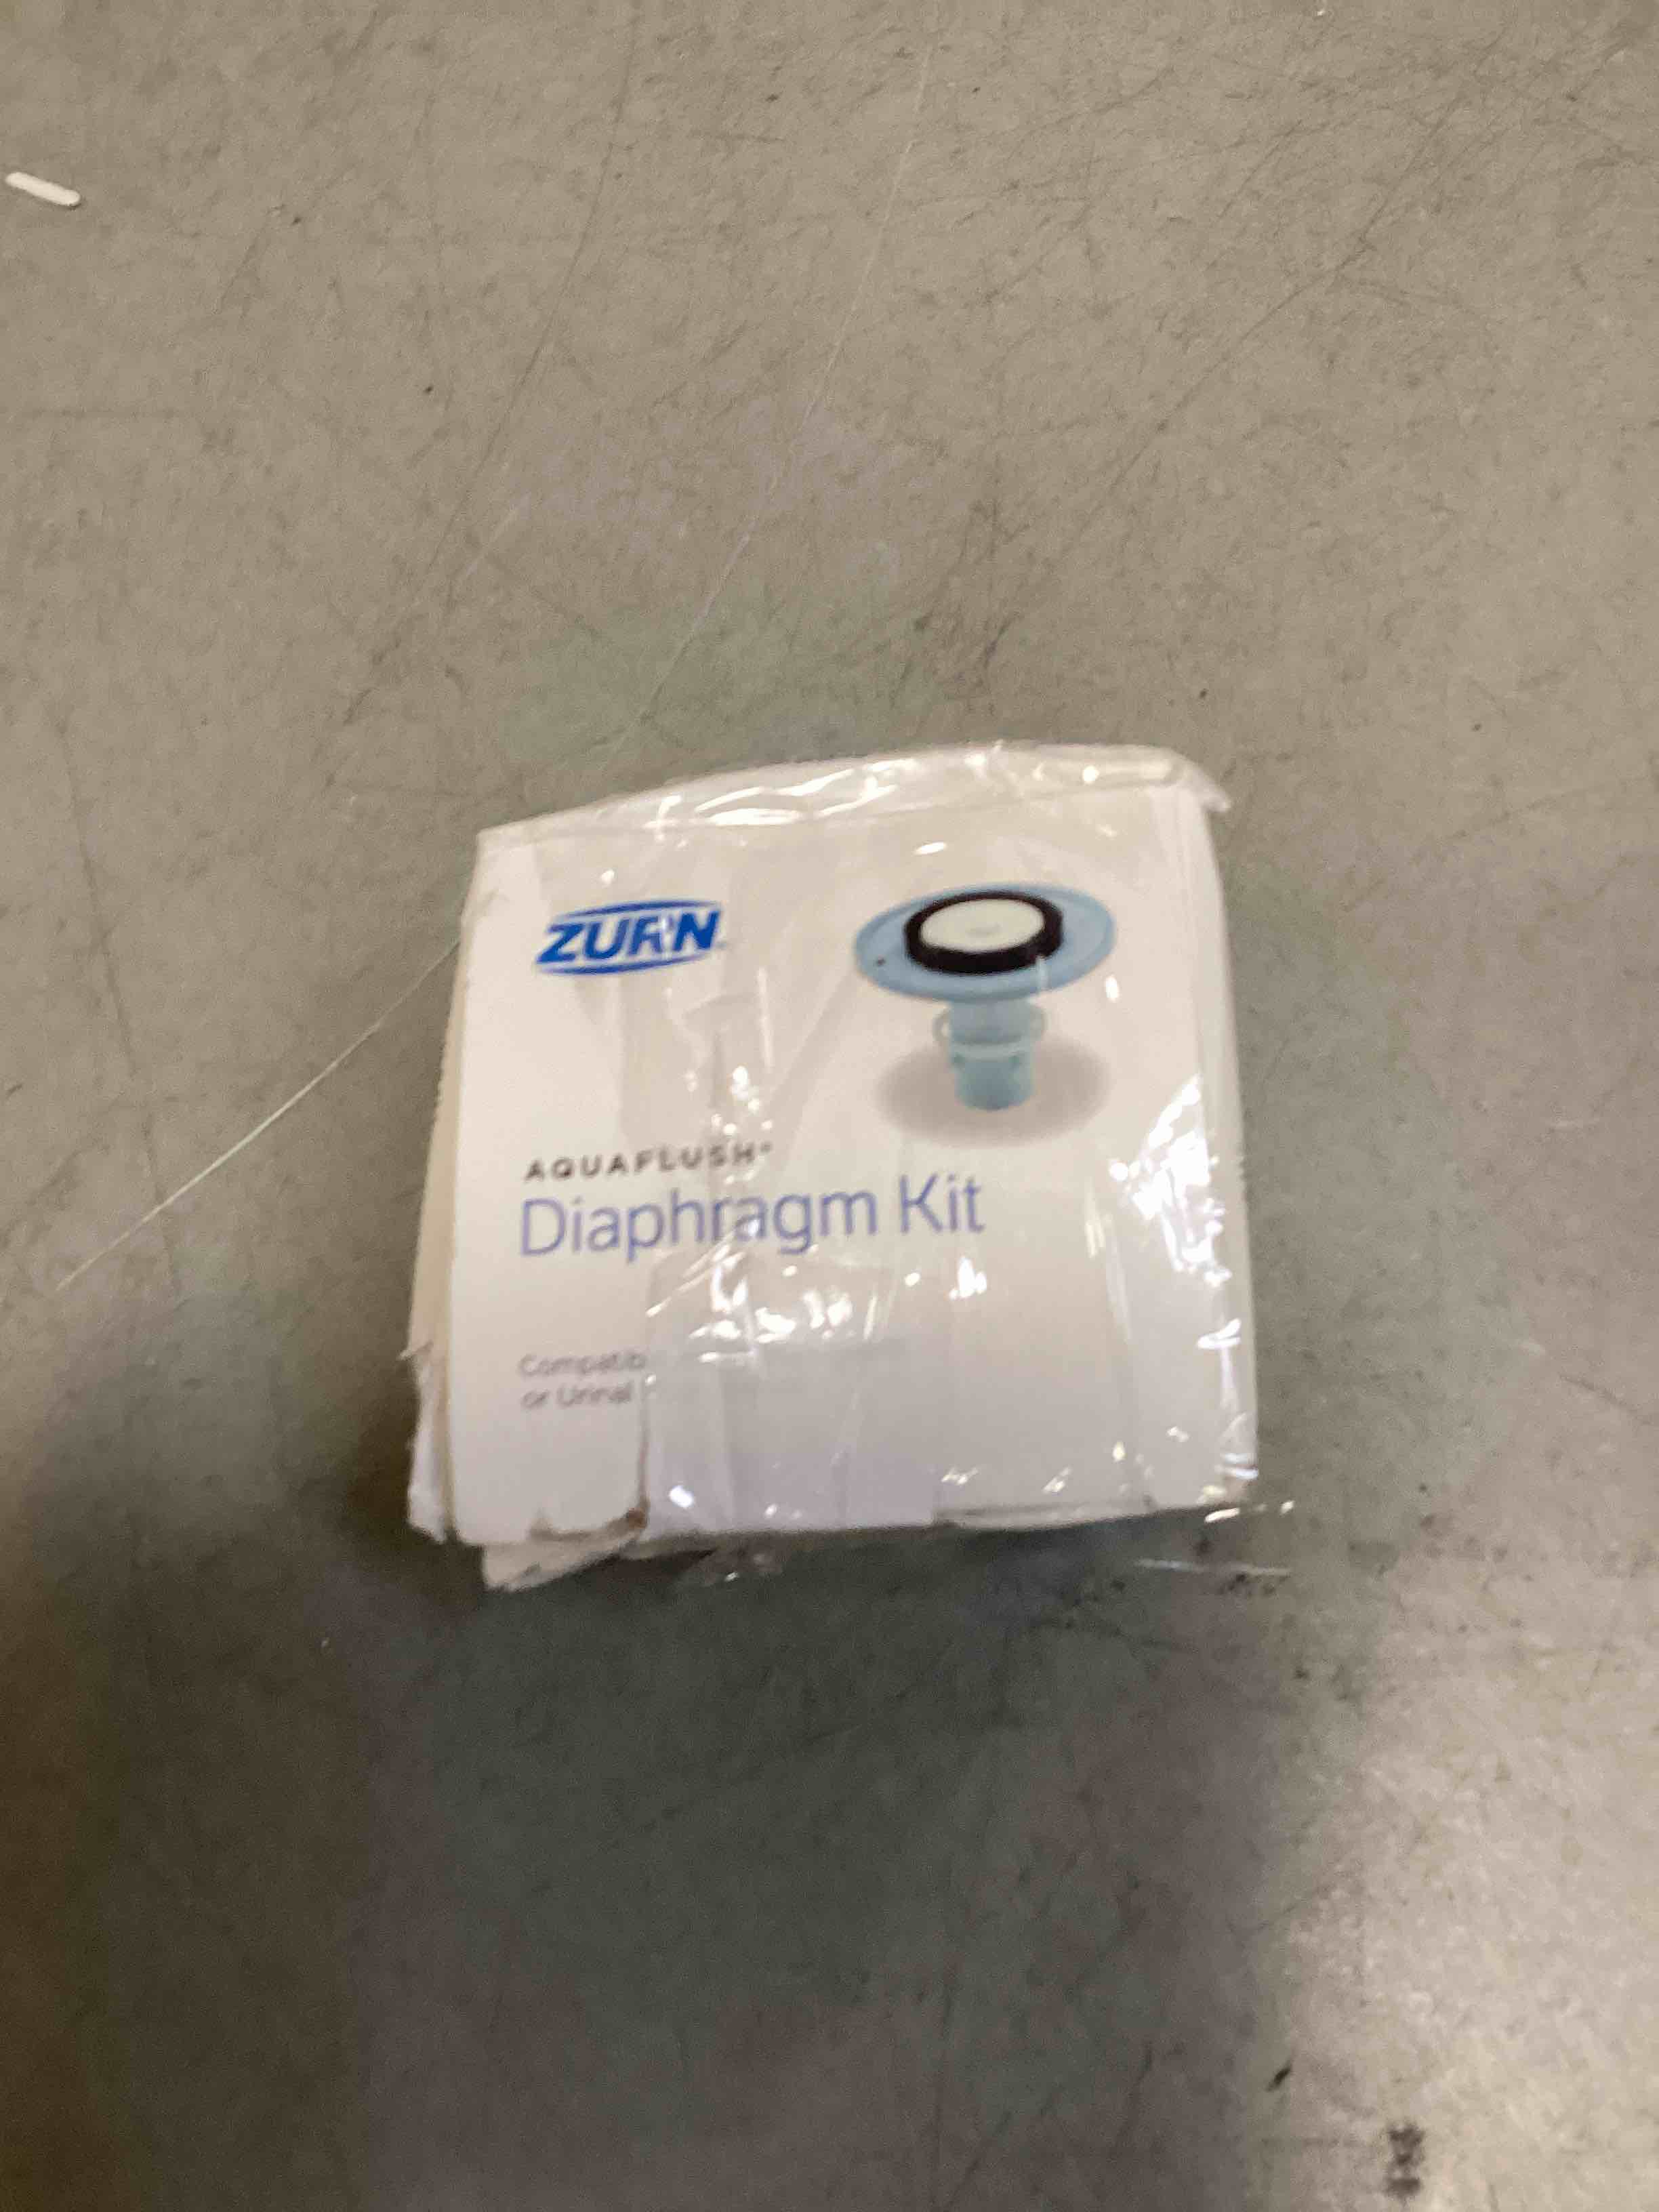 ZURN
AQUAFLUSH®
Diaphragm Kit
Compatib
or Urinal